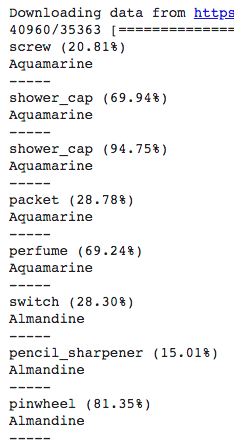 Downloading data from https
40960/35363 [===============
screw (20.81%)
Aquamarine
-----
shower_cap (69.94%)
Aquamarine
-----
shower_cap (94.75%)
Aquamarine
-----
packet (28.78%)
Aquamarine
-----
perfume (69.24%)
Aquamarine
-----
switch (28.30%)
Almandine
-----
pencil_sharpener (15.01%)
Almandine
-----
pinwheel (81.35%)
Almandine
-----